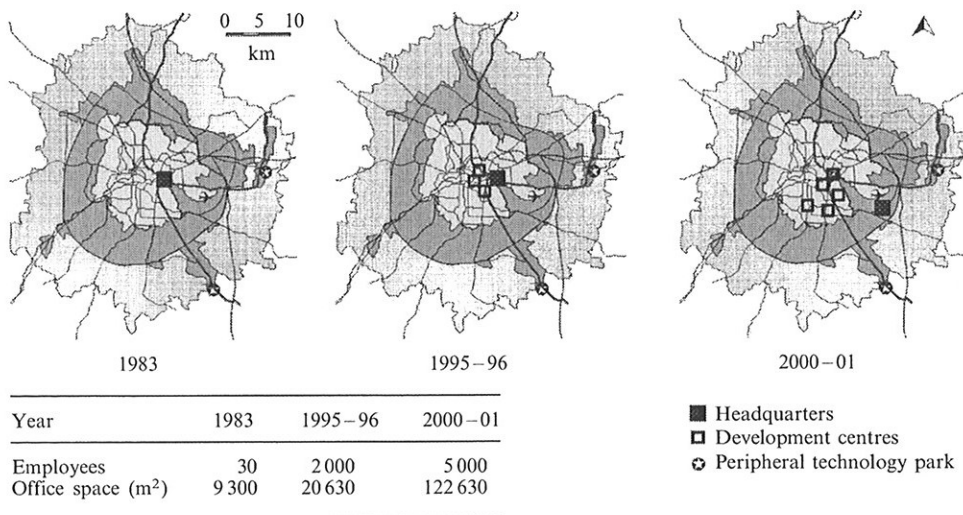 0 5 10
km
1983
1995–96
2000–01
Year 1983 1995–96 2000–01
Employees 30 2 000 5 000
Office space (m²) 9 300 20 630 122 630
Headquarters
Development centres
Peripheral technology park